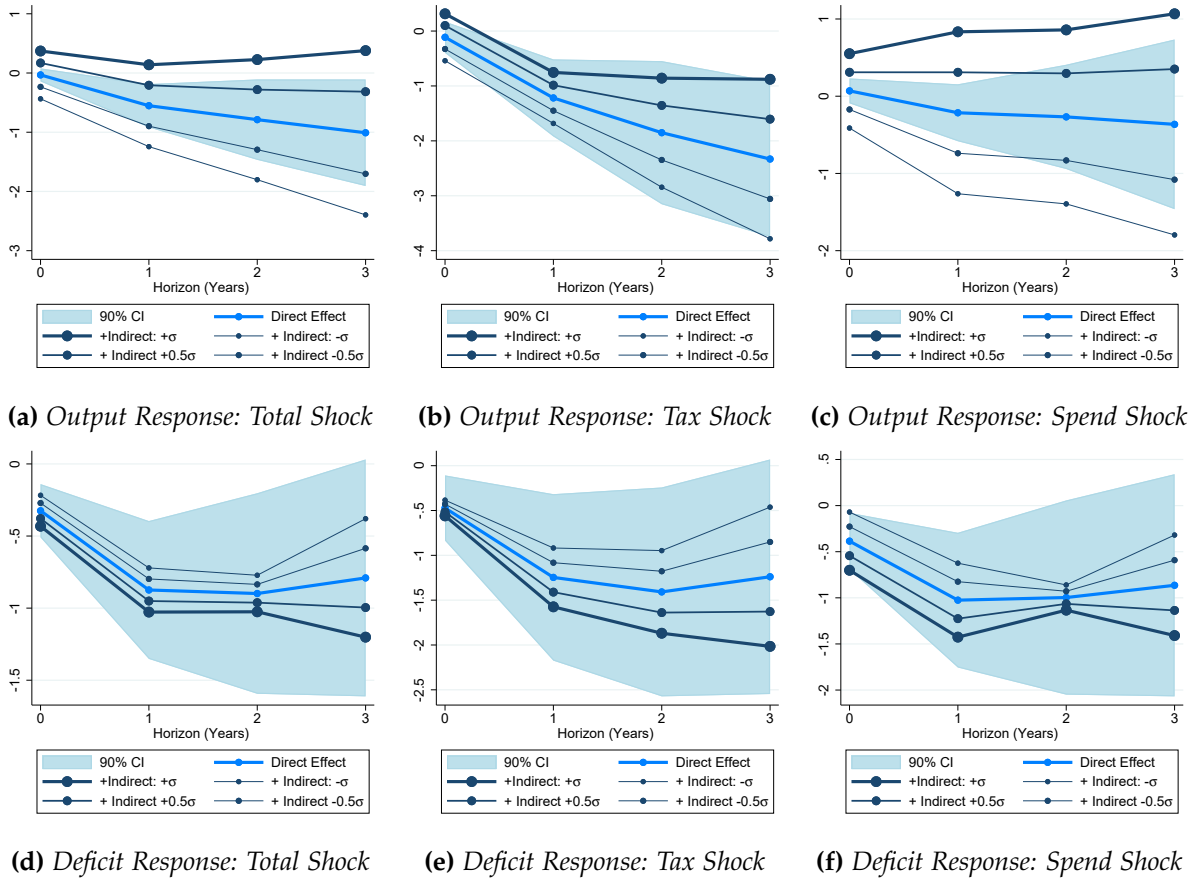 1
0
-1
-2
-3
0 1 2 3
Horizon (Years)
90% CI Direct Effect
+Indirect: +σ + Indirect: -σ
+ Indirect +0.5σ + Indirect -0.5σ
(a) Output Response: Total Shock
0
-1
-2
-3
-4
0 1 2 3
Horizon (Years)
90% CI Direct Effect
+Indirect: +σ + Indirect: -σ
+ Indirect +0.5σ + Indirect -0.5σ
(b) Output Response: Tax Shock
1
0
-1
-2
0 1 2 3
Horizon (Years)
90% CI Direct Effect
+Indirect: +σ + Indirect: -σ
+ Indirect +0.5σ + Indirect -0.5σ
(c) Output Response: Spend Shock
0
-.5
-1
-1.5
0 1 2 3
Horizon (Years)
90% CI Direct Effect
+Indirect: +σ + Indirect: -σ
+ Indirect +0.5σ + Indirect -0.5σ
(d) Deficit Response: Total Shock
0
-.5
-1
-1.5
-2
-2.5
0 1 2 3
Horizon (Years)
90% CI Direct Effect
+Indirect: +σ + Indirect: -σ
+ Indirect +0.5σ + Indirect -0.5σ
(e) Deficit Response: Tax Shock
.5
0
-.5
-1
-1.5
-2
0 1 2 3
Horizon (Years)
90% CI Direct Effect
+Indirect: +σ + Indirect: -σ
+ Indirect +0.5σ + Indirect -0.5σ
(f) Deficit Response: Spend Shock